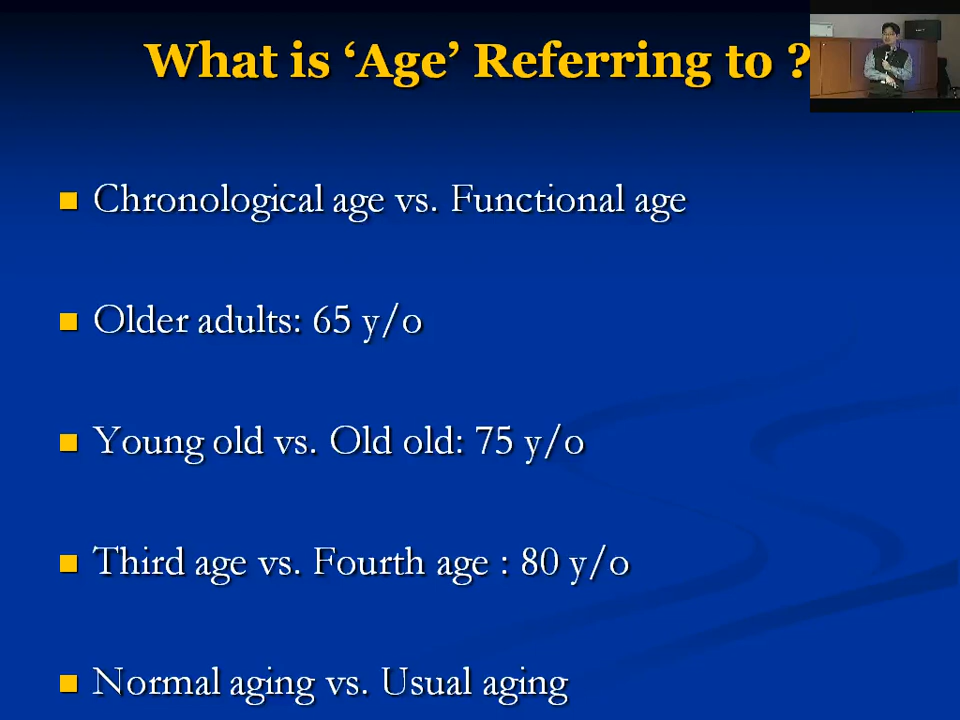 What is ‘Age’ Referring to ?
Chronological age vs. Functional age
Older adults: 65 y/o
Young old vs. Old old: 75 y/o
Third age vs. Fourth age : 80 y/o
Normal aging vs. Usual aging